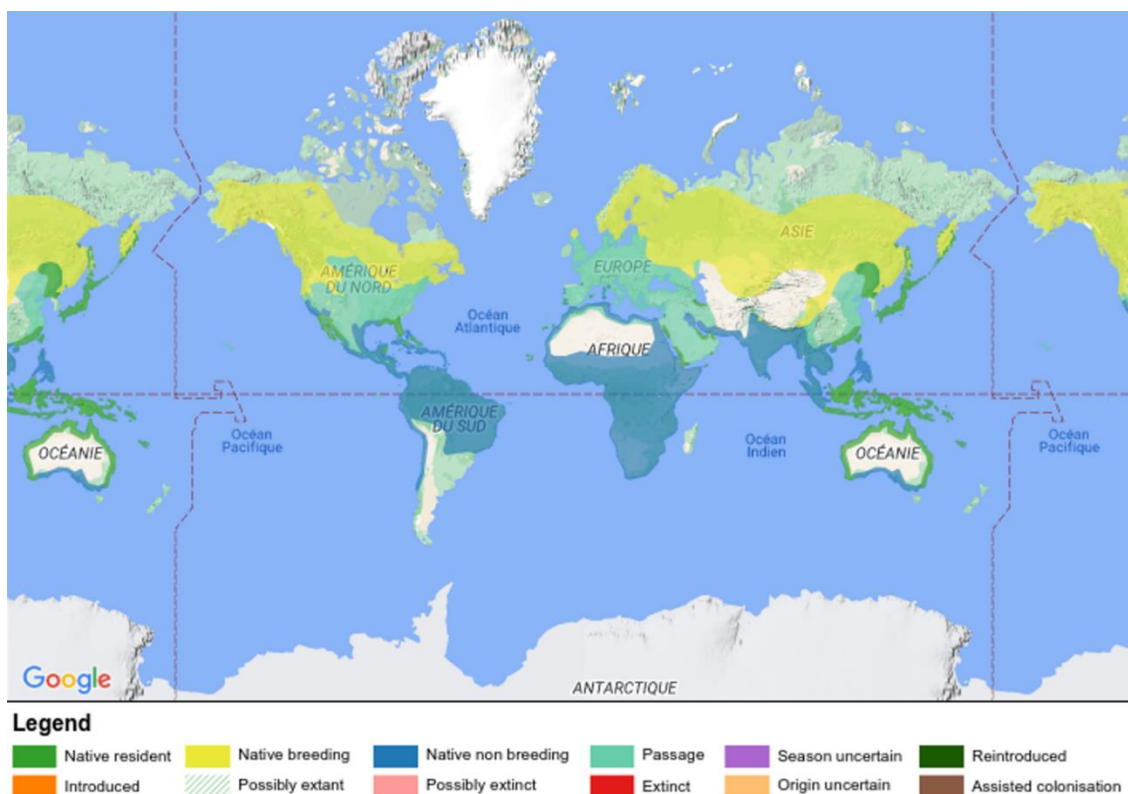 ASIE
EUROPE
AMÉRIQUE
DU NORD
Océan
Atlantique
AFRIQUE
AMÉRIQUE
DU SUD
OCÉANIE
Océan
Pacifique
Océan
Indien
OCÉANIE
Océan
Pacifique
Google
ANTARCTIQUE
Legend
Native resident
Native breeding
Native non breeding
Passage
Season uncertain
Reintroduced
Introduced
Possibly extant
Possibly extinct
Extinct
Origin uncertain
Assisted colonisation